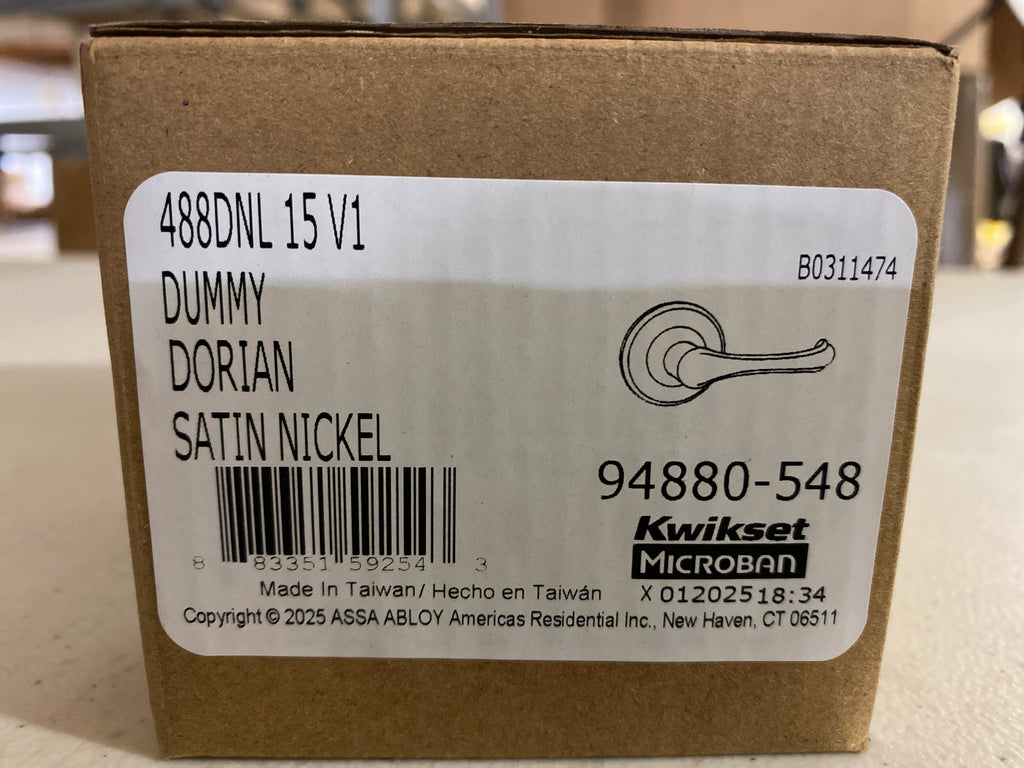 488DNL 15 V1
B0311474
DUMMY
DORIAN
SATIN NICKEL
94880-548
Kwikset
MICROBAN
8 83351 59254 3
Made In Taiwan/ Hecho en Taiwán
X 01202518:34
Copyright © 2025 ASSA ABLOY Americas Residential Inc., New Haven, CT 06511